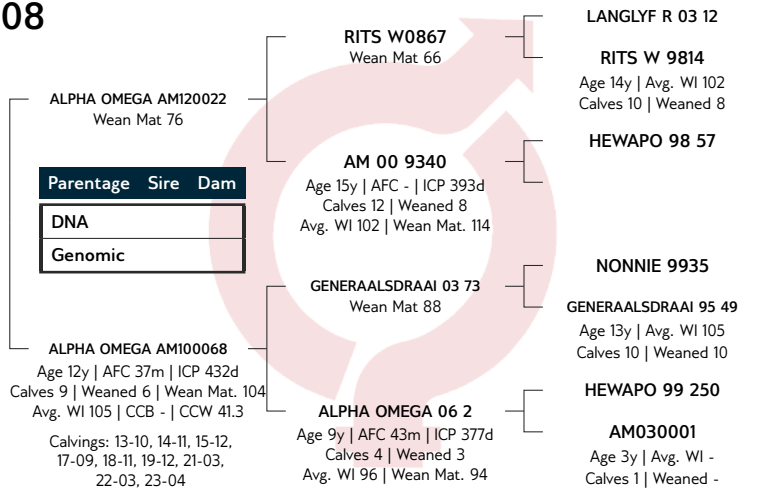 08
ALPHA OMEGA AM120022
Wean Mat 76
Parentage Sire Dam
DNA
Genomic
ALPHA OMEGA AM100068
Age 12y | AFC 37m | ICP 432d
Calves 9 | Weaned 6 | Wean Mat. 104
Avg. WI 105 | CCB - | CCW 41.3
Calvings: 13-10, 14-11, 15-12,
17-09, 18-11, 19-12, 21-03,
22-03, 23-04
RITS W0867
Wean Mat 66
AM 00 9340
Age 15y | AFC - | ICP 393d
Calves 12 | Weaned 8
Avg. WI 102 | Wean Mat. 114
GENERAALSDRAAI 03 73
Wean Mat 88
ALPHA OMEGA 06 2
Age 9y | AFC 43m | ICP 377d
Calves 4 | Weaned 3
Avg. WI 96 | Wean Mat. 94
LANGLYF R 03 12
RITS W 9814
Age 14y | Avg. WI 102
Calves 10 | Weaned 8
HEWAPO 98 57
NONNIE 9935
GENERAALSDRAAI 95 49
Age 13y | Avg. WI 105
Calves 10 | Weaned 10
HEWAPO 99 250
AM030001
Age 3y | Avg. WI -
Calves 1 | Weaned -